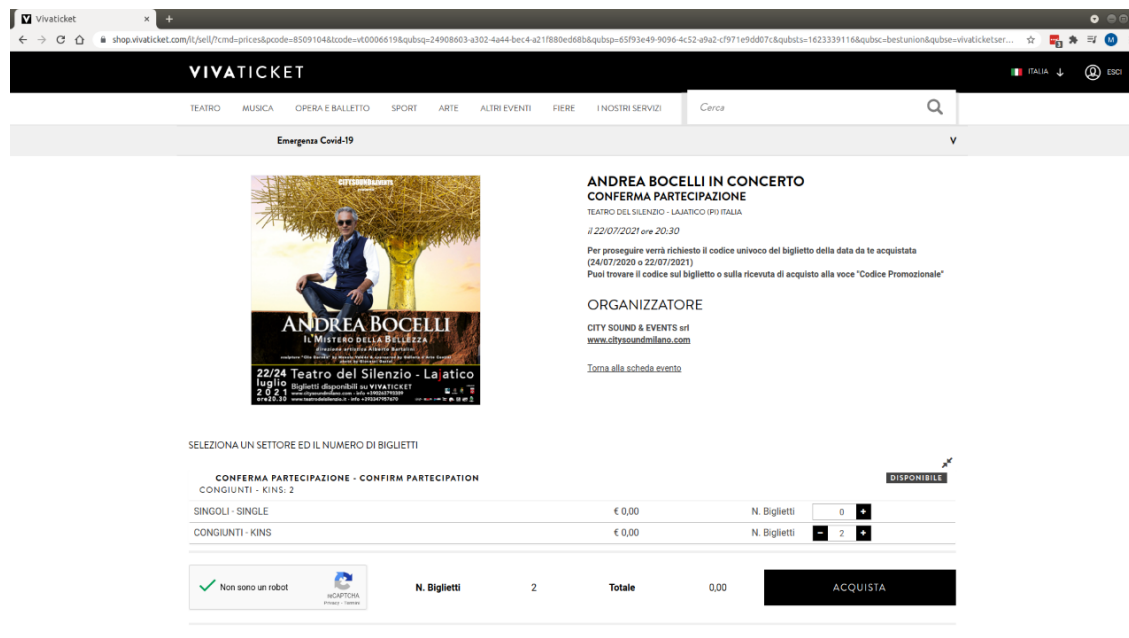 Vivaticket
shop.vivaticket.com/it/sell/?cmd=prices&pcode=8509104&tcode=vt0006619&qubsq=24908603-a302-4a44-bec4-a21f880ed68b&qubsp=65f93e49-9096-4c52-a9a2-cf971e9dd07c&qubsts=1623339116&qubsc=bestunion&qubse=vivaticketser...
M
VIVATICKET
ITALIA
ESCI
TEATRO MUSICA OPERA E BALLETTO SPORT ARTE ALTRI EVENTI FIERE I NOSTRI SERVIZI Cerca
Emergenza Covid-19 V
ANDREA BOCELLI
IL MISTERO DELLA BELLEZZA
direzione artistica Alberto Bartalini
22/24 Teatro del Silenzio - Lajatico
luglio Biglietti disponibili su VIVATICKET
2021
ore20.30
ANDREA BOCELLI IN CONCERTO
CONFERMA PARTECIPAZIONE
TEATRO DEL SILENZIO - LAJATICO (PI) ITALIA
il 22/07/2021 ore 20:30
Per proseguire verrà richiesto il codice univoco del biglietto della data da te acquistata
(24/07/2020 o 22/07/2021)
Puoi trovare il codice sul biglietto o sulla ricevuta di acquisto alla voce "Codice Promozionale"
ORGANIZZATORE
CITY SOUND & EVENTS srl
www.citysoundmilano.com
Torna alla scheda evento
SELEZIONA UN SETTORE ED IL NUMERO DI BIGLIETTI
CONFERMA PARTECIPAZIONE - CONFIRM PARTECIPATION DISPONIBILE
CONGIUNTI - KINS: 2
SINGOLI - SINGLE € 0,00 N. Biglietti 0 +
CONGIUNTI - KINS € 0,00 N. Biglietti - 2 +
Non sono un robot
reCAPTCHA
Privacy - Termini
N. Biglietti 2 Totale 0,00 ACQUISTA